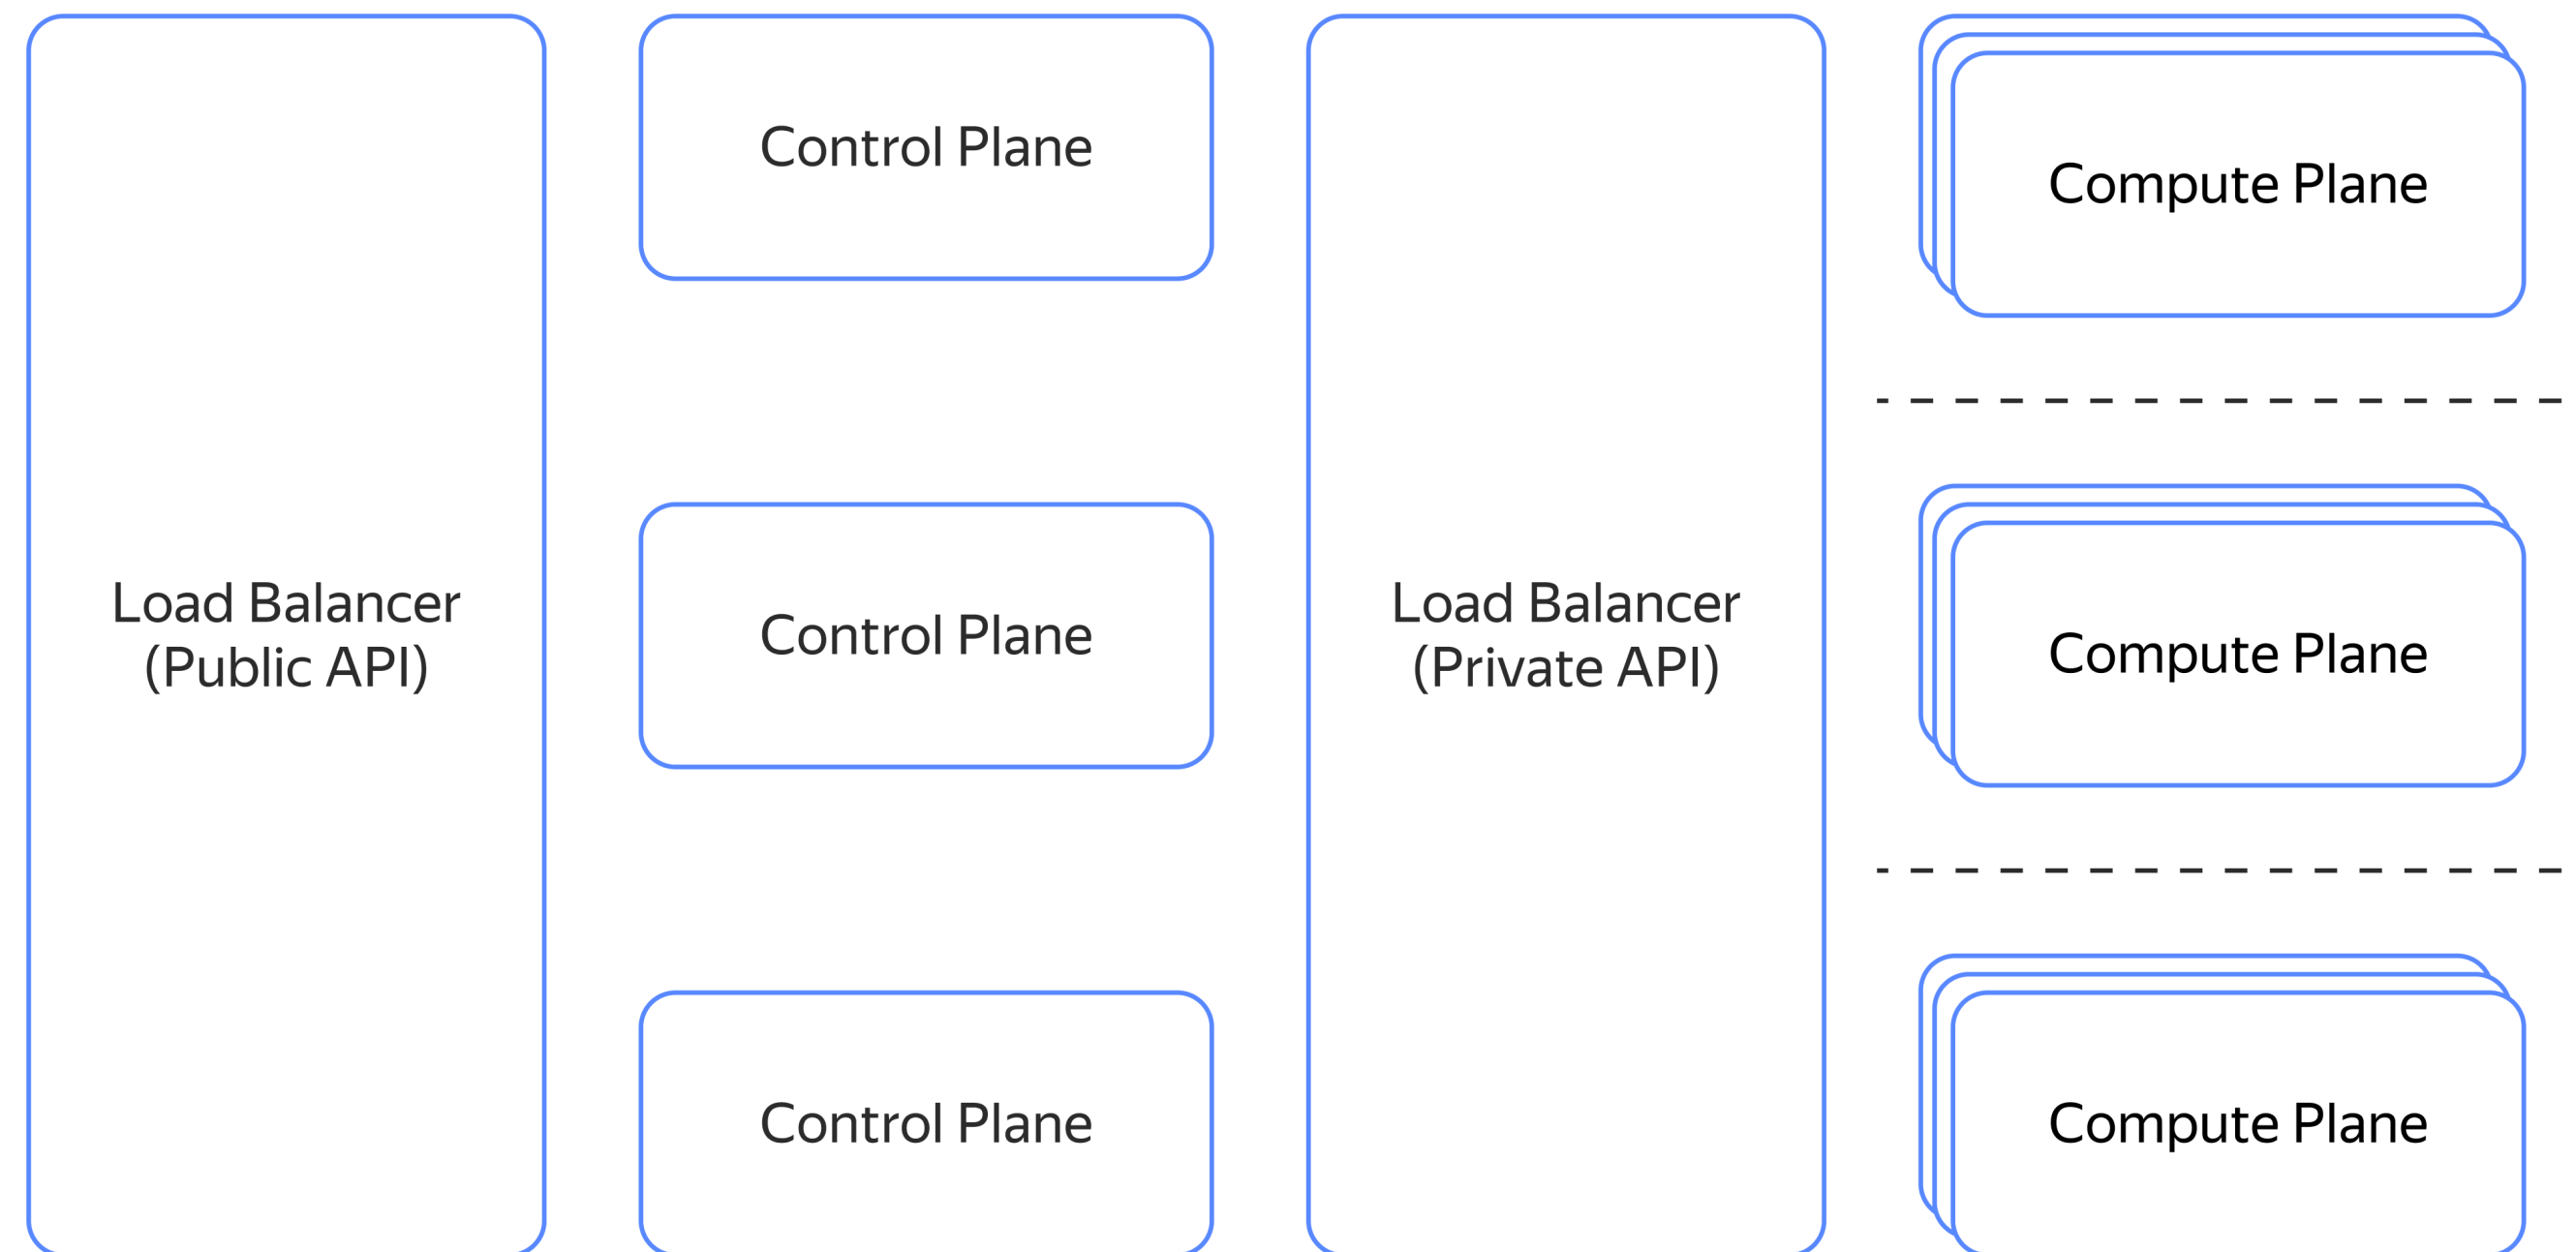 Load Balancer
(Public API)
Control Plane
Control Plane
Control Plane
Load Balancer
(Private API)
Compute Plane
Compute Plane
Compute Plane